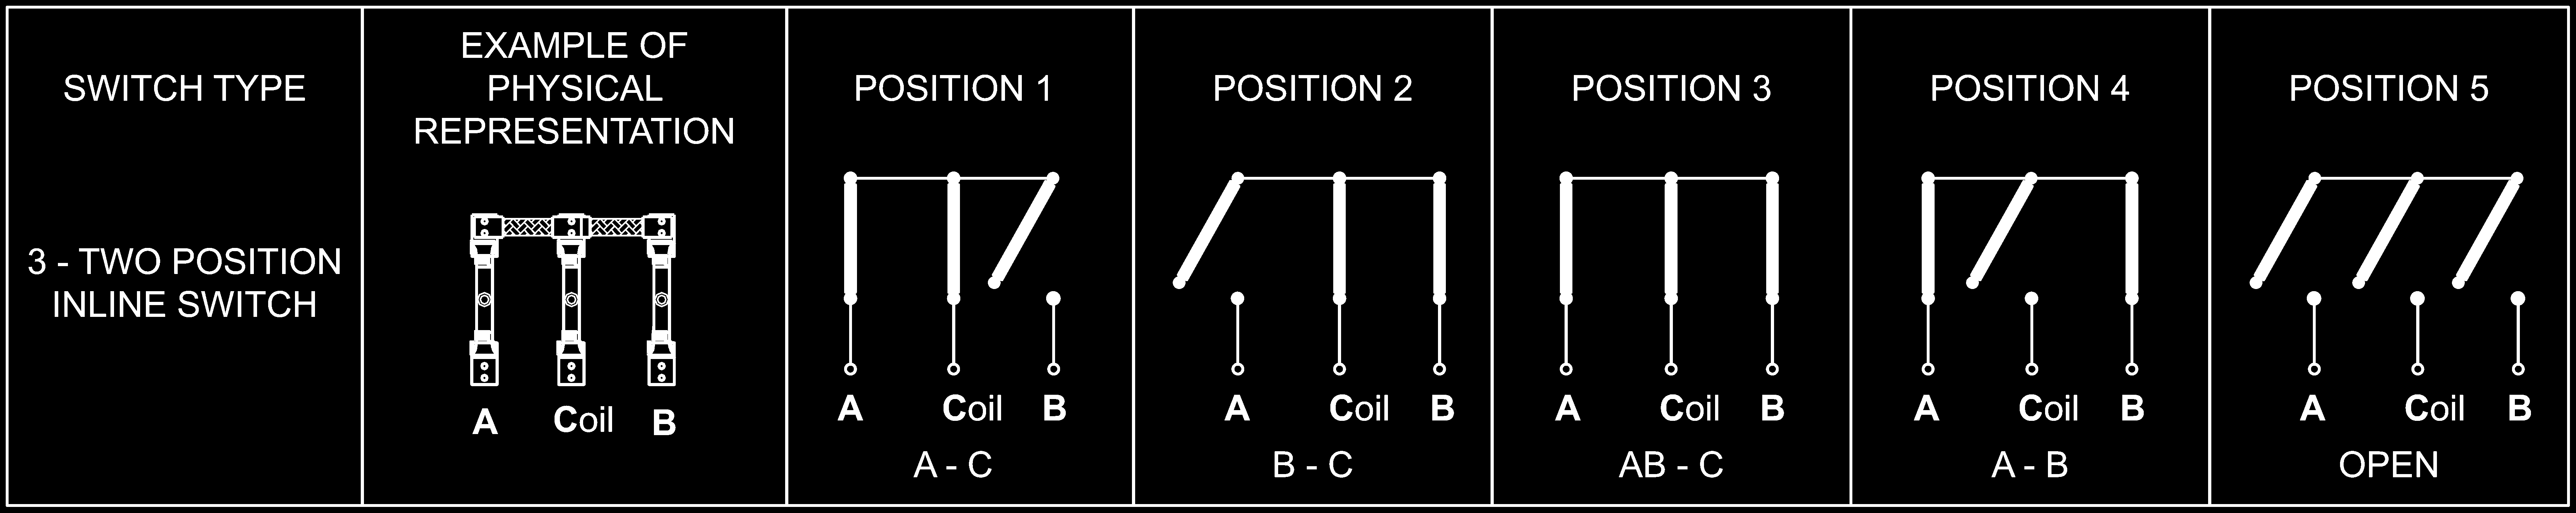 SWITCH TYPE
EXAMPLE OF
PHYSICAL
REPRESENTATION
POSITION 1
POSITION 2
POSITION 3
POSITION 4
POSITION 5
3 - TWO POSITION
INLINE SWITCH
A Coil B
A Coil B
A - C
A Coil B
B - C
A Coil B
AB - C
A Coil B
A - B
A Coil B
OPEN